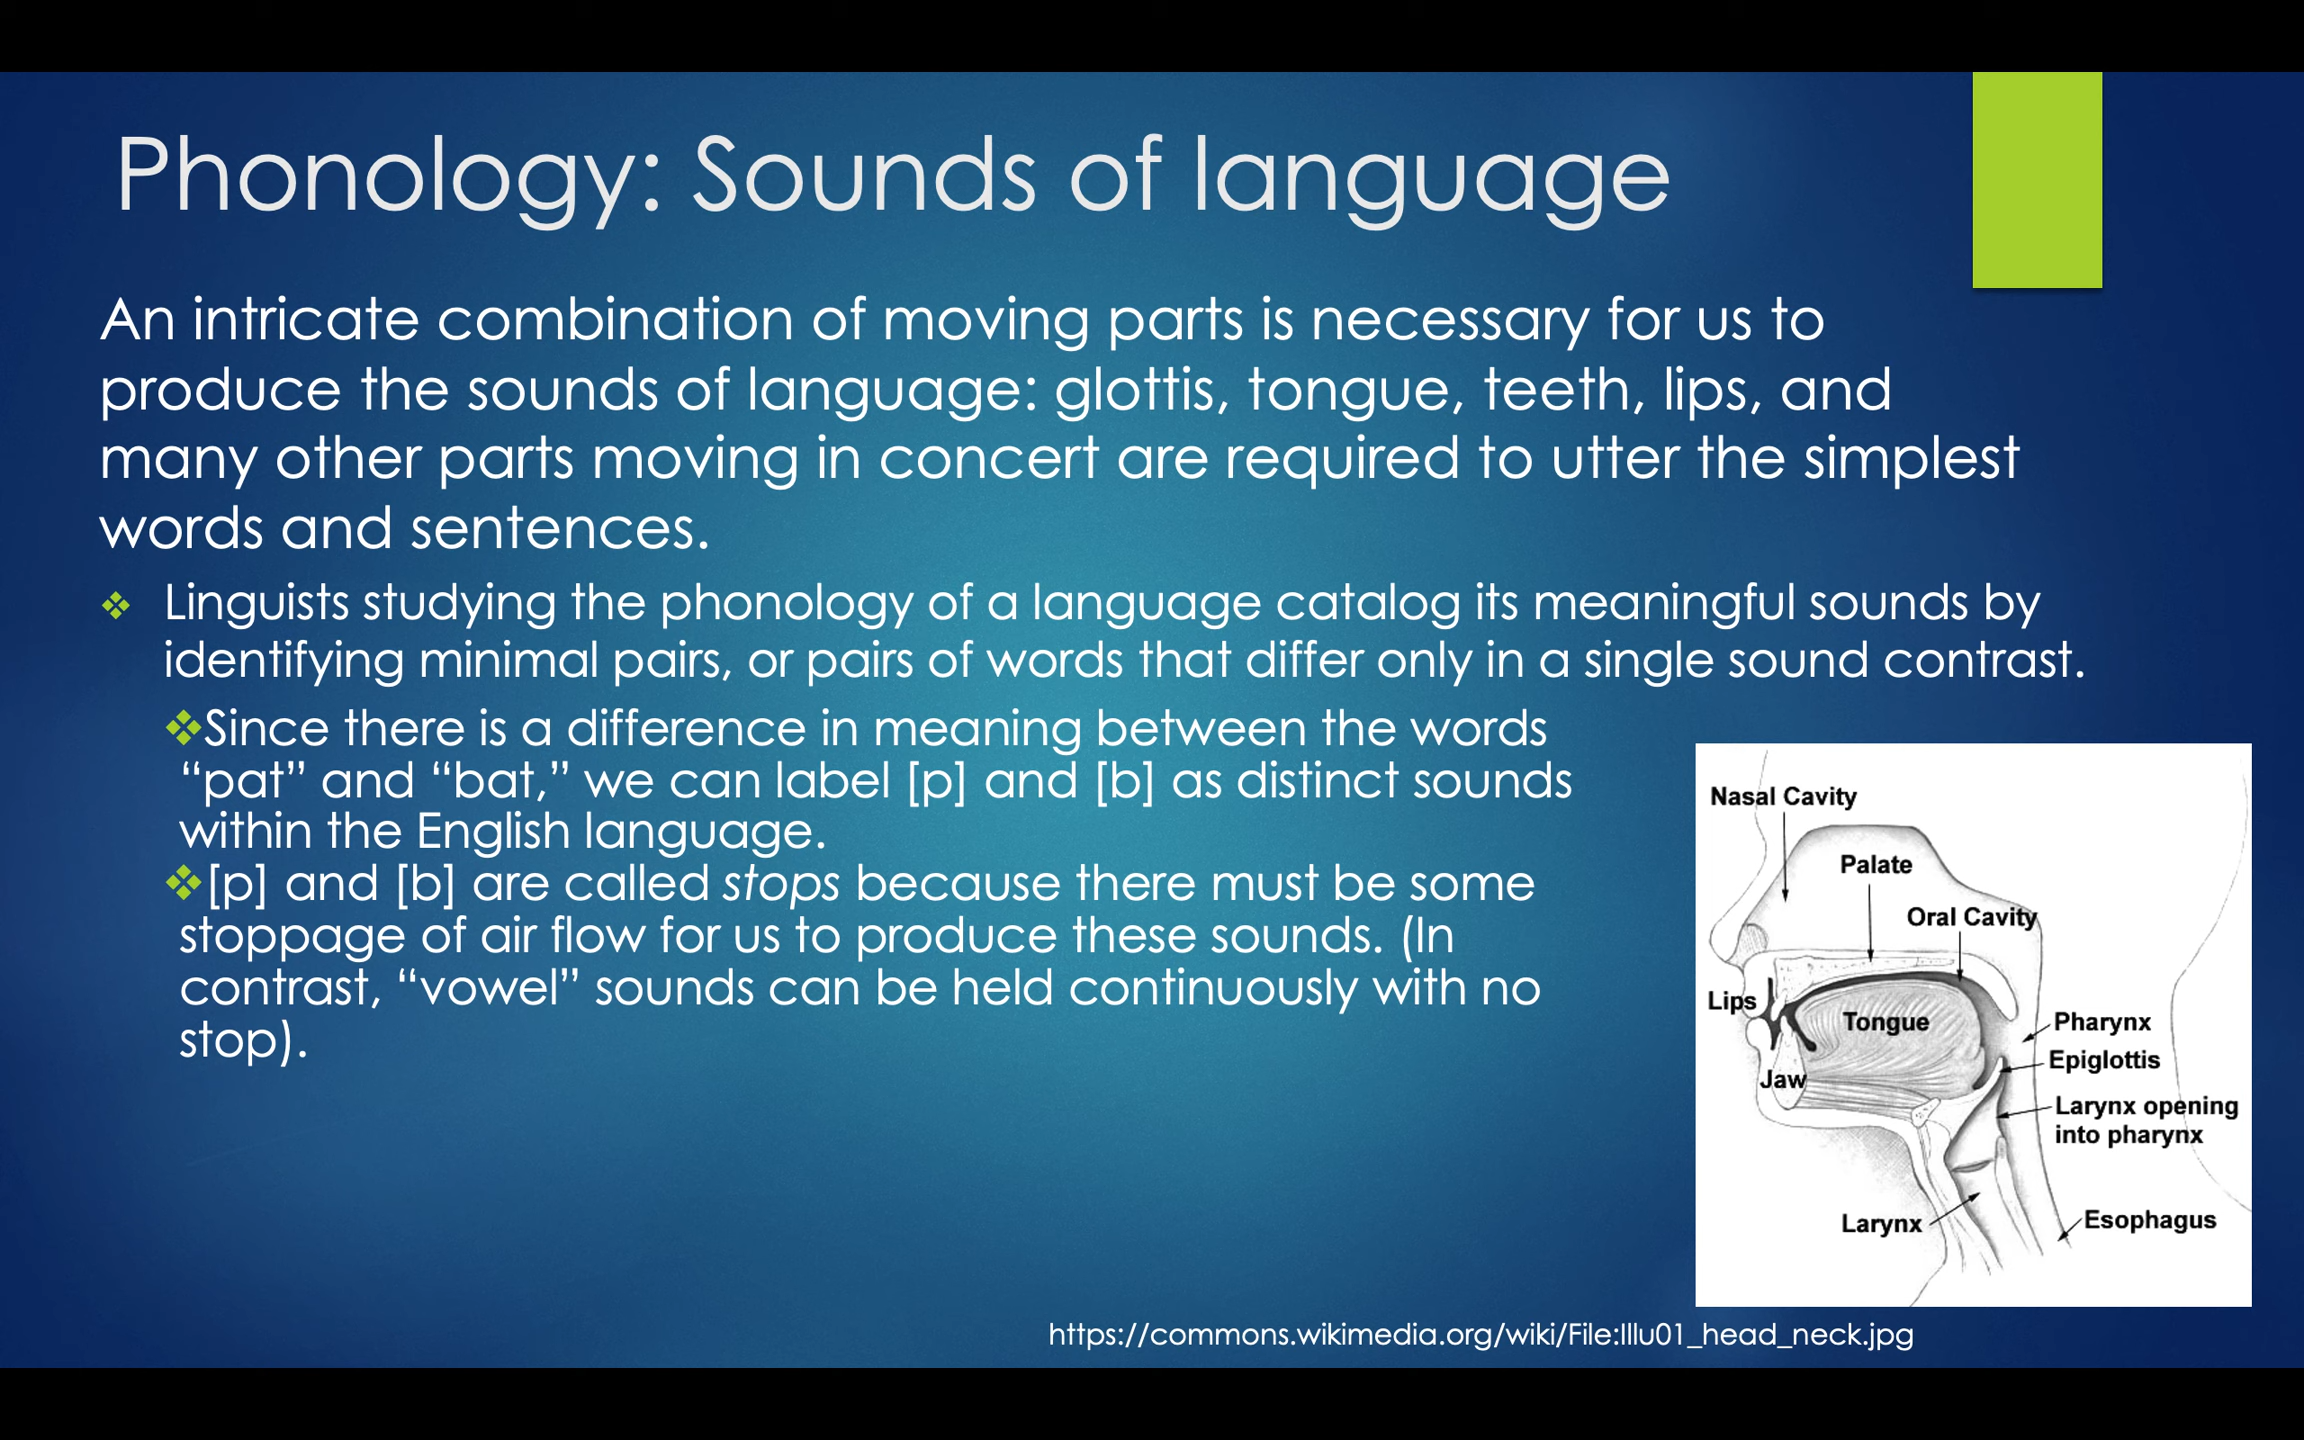 Phonology: Sounds of language
An intricate combination of moving parts is necessary for us to
produce the sounds of language: glottis, tongue, teeth, lips, and
many other parts moving in concert are required to utter the simplest
words and sentences.
❖ Linguists studying the phonology of a language catalog its meaningful sounds by
identifying minimal pairs, or pairs of words that differ only in a single sound contrast.
❖Since there is a difference in meaning between the words
“pat” and “bat,” we can label [p] and [b] as distinct sounds
within the English language.
❖[p] and [b] are called stops because there must be some
stoppage of air flow for us to produce these sounds. (In
contrast, “vowel” sounds can be held continuously with no
stop).
Nasal Cavity
Palate
Oral Cavity
Lips
Tongue
Pharynx
Epiglottis
Jaw
Larynx opening
into pharynx
Larynx
Esophagus
https://commons.wikimedia.org/wiki/File:Illu01_head_neck.jpg